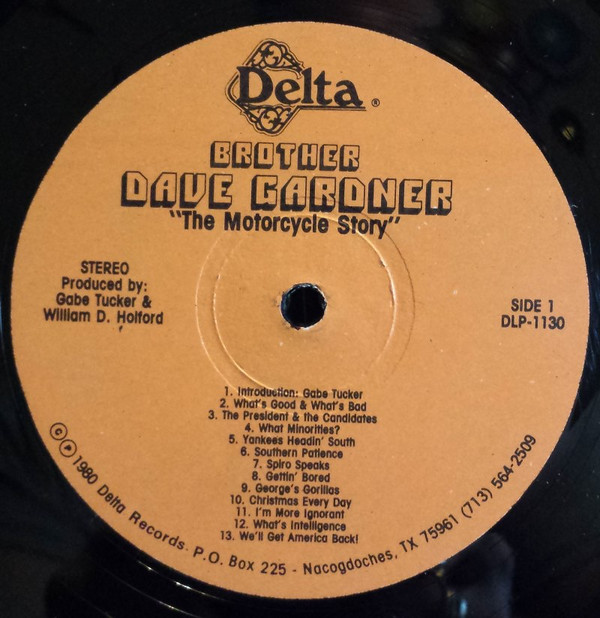 Delta ®
BROTHER
DAVE GARDNER
"The Motorcycle Story"
STEREO
Produced by:
Gabe Tucker &
William D. Holford
SIDE 1
DLP-1130
1. Introduction: Gabe Tucker
2. What's Good & What's Bad
3. The President & the Candidates
4. What Minorities?
5. Yankees Headin' South
6. Southern Patience
7. Spiro Speaks
8. Gettin' Bored
9. George's Gorillas
10. Christmas Every Day
11. I'm More Ignorant
12. What's Intelligence
13. We'll Get America Back!
© ℗ 1980 Delta Records. P.O. Box 225 - Nacogdoches, TX 75961 (713) 564-2509